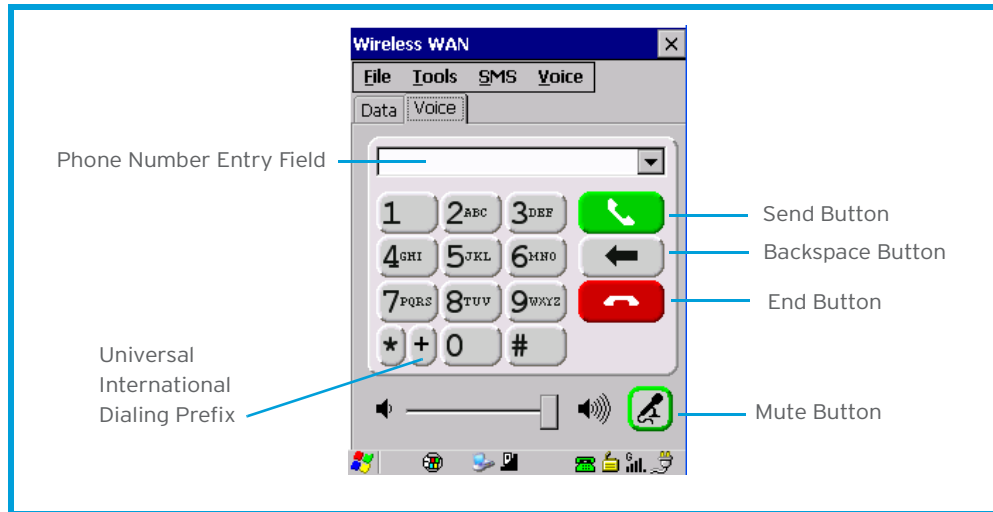 Wireless WAN
File Tools SMS Voice
Data Voice
Phone Number Entry Field
1 2ABC 3DEF
Send Button
4GHI 5JKL 6MNO
Backspace Button
7PQRS 8TUV 9WXYZ
End Button
* + 0 #
Universal
International
Dialing Prefix
Mute Button
G